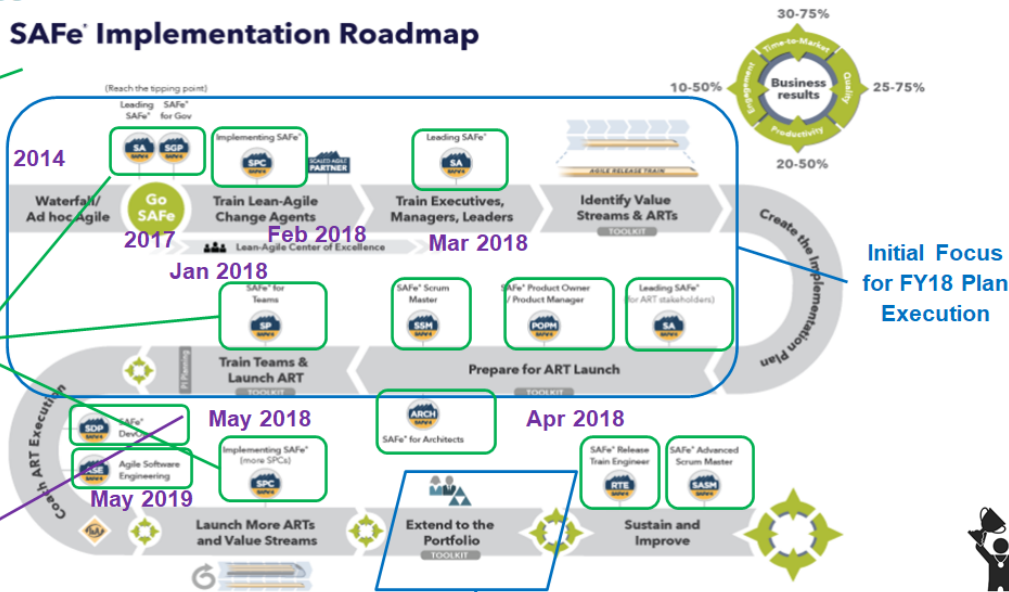 SAFe® Implementation Roadmap
30-75%
Time-to-Market
10-50%
Engagement
Business
results
Quality
25-75%
Productivity
20-50%
(Reach the tipping point)
Leading
SAFe®
SAFe®
for Gov
SA
SGP
Implementing SAFe®
SPC
SCALED AGILE
PARTNER
Leading SAFe®
SA
AGILE RELEASE TRAIN
2014
Waterfall/
Ad hoc Agile
Go
SAFe
2017
Train Lean-Agile
Change Agents
Feb 2018
Train Executives,
Managers, Leaders
Mar 2018
Identify Value
Streams & ARTs
TOOLKIT
Lean-Agile Center of Excellence
Jan 2018
Create the Implementation Plan
Initial Focus
for FY18 Plan
Execution
SAFe® for
Teams
SP
SAFe® Scrum
Master
SSM
SAFe® Product Owner
/ Product Manager
POPM
Leading SAFe®
(for ART stakeholders)
SA
PI Planning
Train Teams &
Launch ART
TOOLKIT
Prepare for ART Launch
TOOLKIT
May 2018
Apr 2018
Coach ART Execution
SDP
SAFe®
ASE
Agile Software
Engineering
May 2019
Implementing SAFe®
(more SPCs)
SPC
ARCH
SAFe® for Architects
SAFe® Release
Train Engineer
RTE
SAFe® Advanced
Scrum Master
SASM
Launch More ARTs
and Value Streams
Extend to the
Portfolio
TOOLKIT
Sustain and
Improve